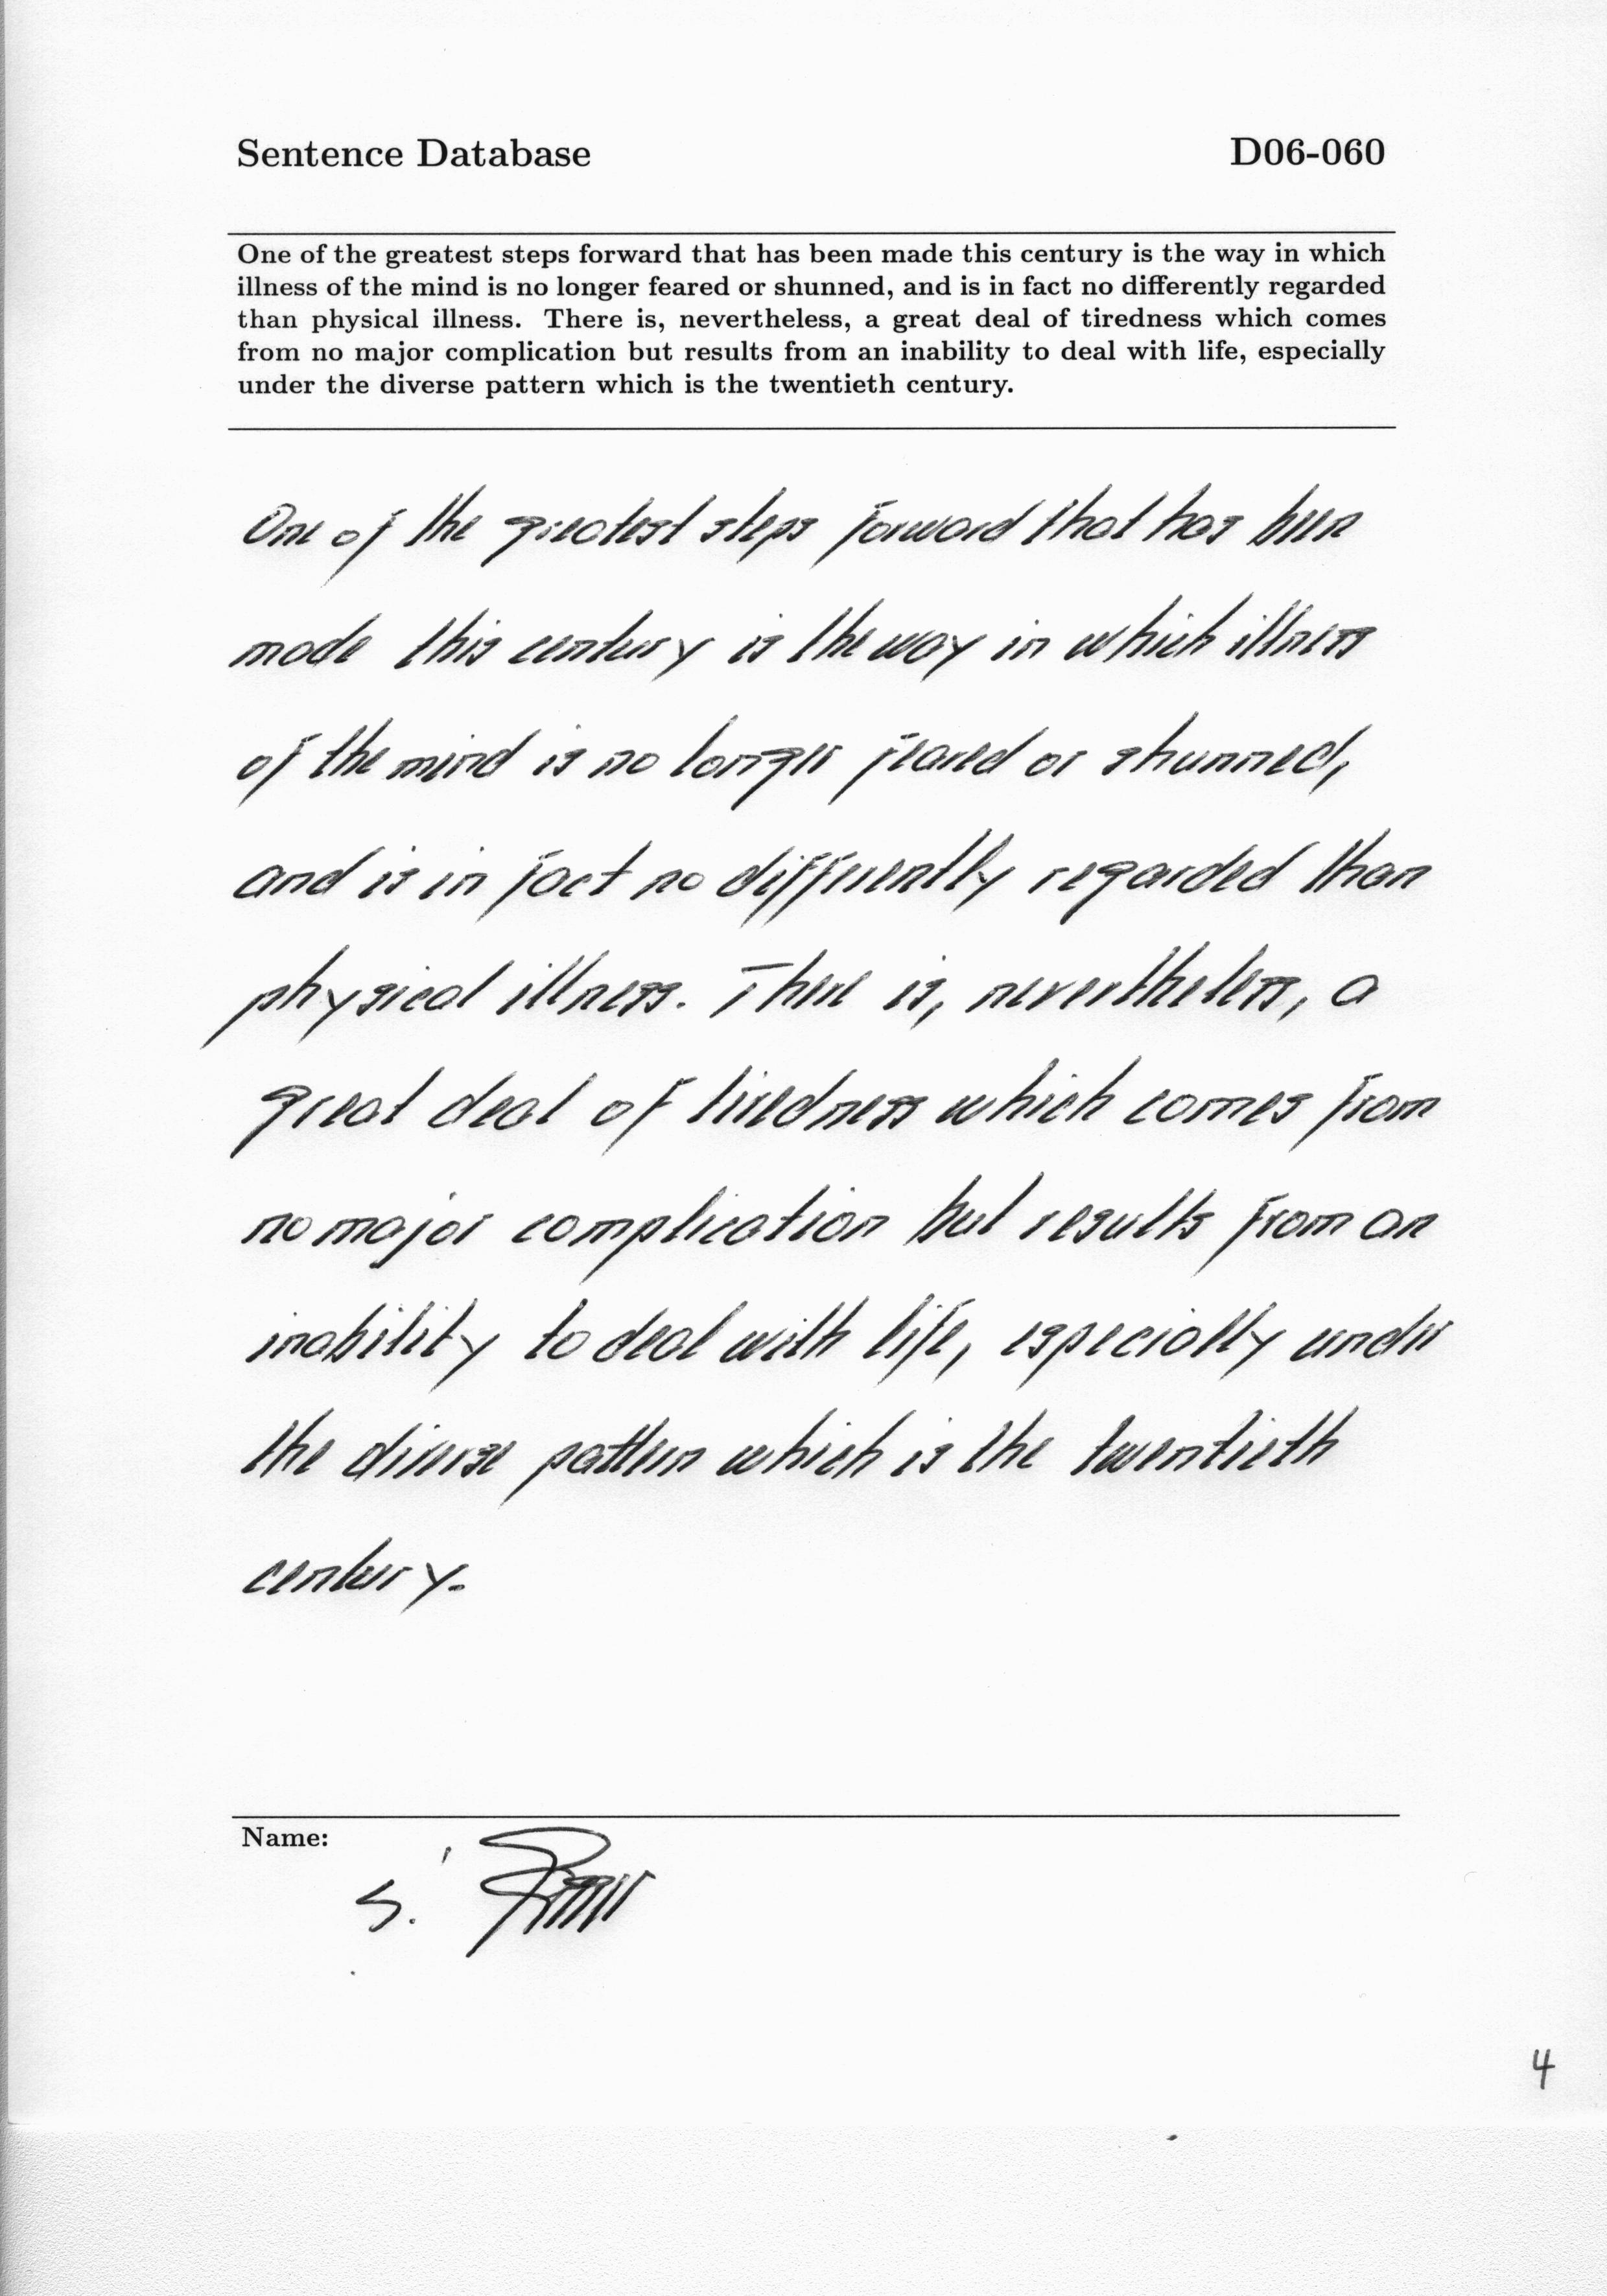 Sentence Database D06-060
One of the greatest steps forward that has been made this century is the way in which
illness of the mind is no longer feared or shunned, and is in fact no differently regarded
than physical illness. There is, nevertheless, a great deal of tiredness which comes
from no major complication but results from an inability to deal with life, especially
under the diverse pattern which is the twentieth century.
One of the greatest steps forward that has been
made this century is the way in which illness
of the mind is no longer feared or shunned,
and is in fact no differently regarded than
physical illness. There is, nevertheless, a
great deal of tiredness which comes from
no major complication but results from an
inability to deal with life, especially under
the diverse pattern which is the twentieth
century.
Name:
S.
4